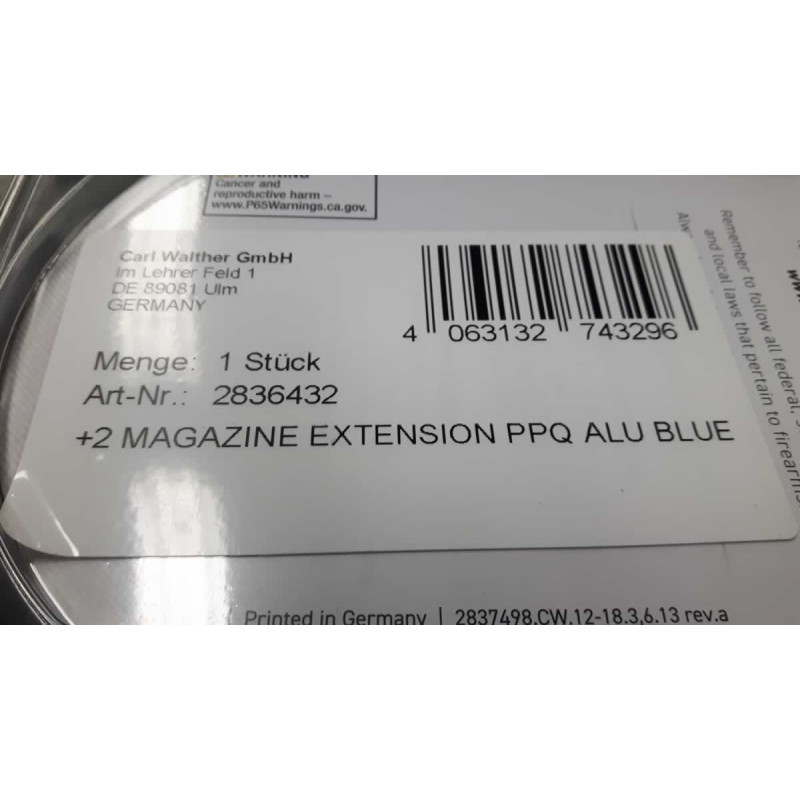 WARNING
Cancer and
reproductive harm –
www.P65Warnings.ca.gov.
Carl Walther GmbH
Im Lehrer Feld 1
DE 89081 Ulm
GERMANY
4 063132 743296
Menge: 1 Stück
Art-Nr.: 2836432
+2 MAGAZINE EXTENSION PPQ ALU BLUE
Remember to follow all federal,
and local laws that pertain to firearms
Printed in Germany | 2837498.CW.12-18.3,6.13 rev.a